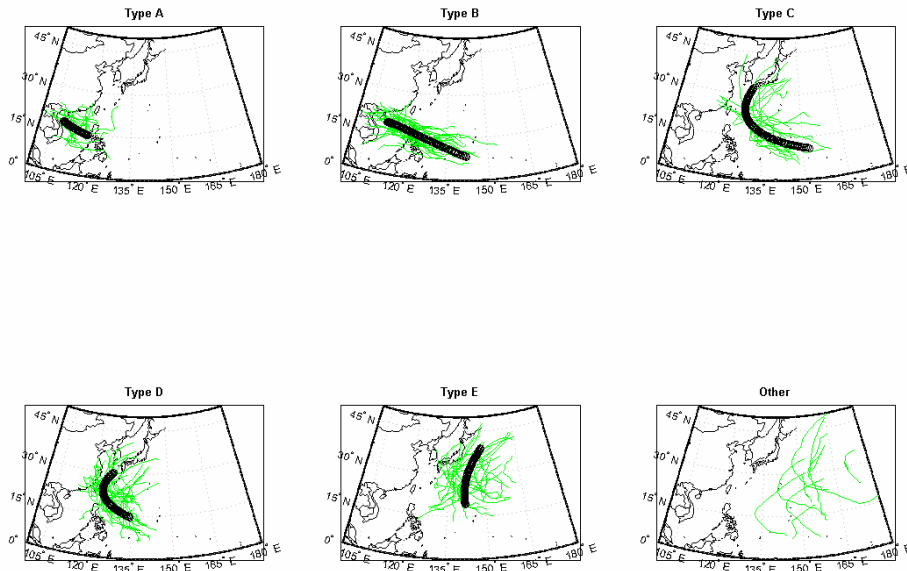 Type A
Type B
Type C
45° N
30° N
15° N
0°
105° E
120° E
135° E
150° E
165° E
180° E
45° N
30° N
15° N
0°
105° E
120° E
135° E
150° E
165° E
180° E
45° N
30° N
15° N
0°
105° E
120° E
135° E
150° E
165° E
180° E
Type D
Type E
Other
45° N
30° N
15° N
0°
105° E
120° E
135° E
150° E
165° E
180° E
45° N
30° N
15° N
0°
105° E
120° E
135° E
150° E
165° E
180° E
45° N
30° N
15° N
0°
105° E
120° E
135° E
150° E
165° E
180° E